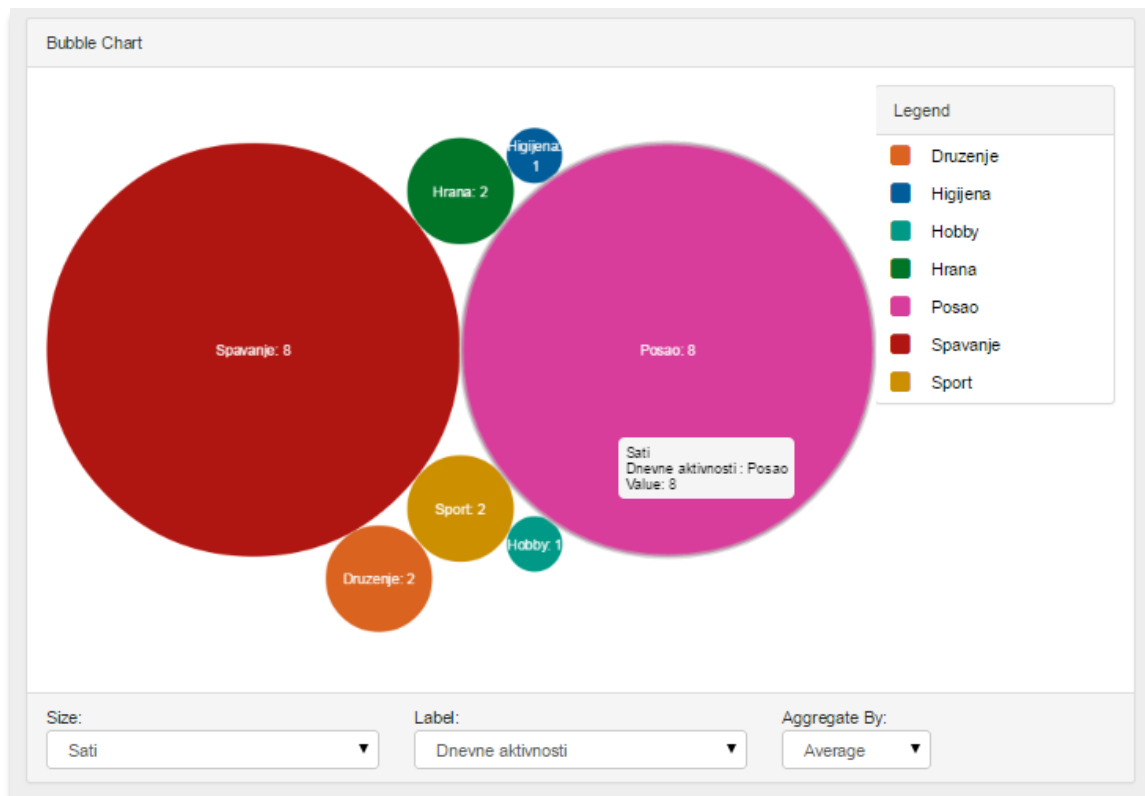 Bubble Chart
Legend
Druzenje
Higijena
Hobby
Hrana
Posao
Spavanje
Sport
Higijena:
1
Hrana: 2
Spavanje: 8
Posao: 8
Sati
Dnevne aktivnosti : Posao
Value: 8
Sport: 2
Hobby: 1
Druzenje: 2
Size:
Sati
Label:
Dnevne aktivnosti
Aggregate By:
Average